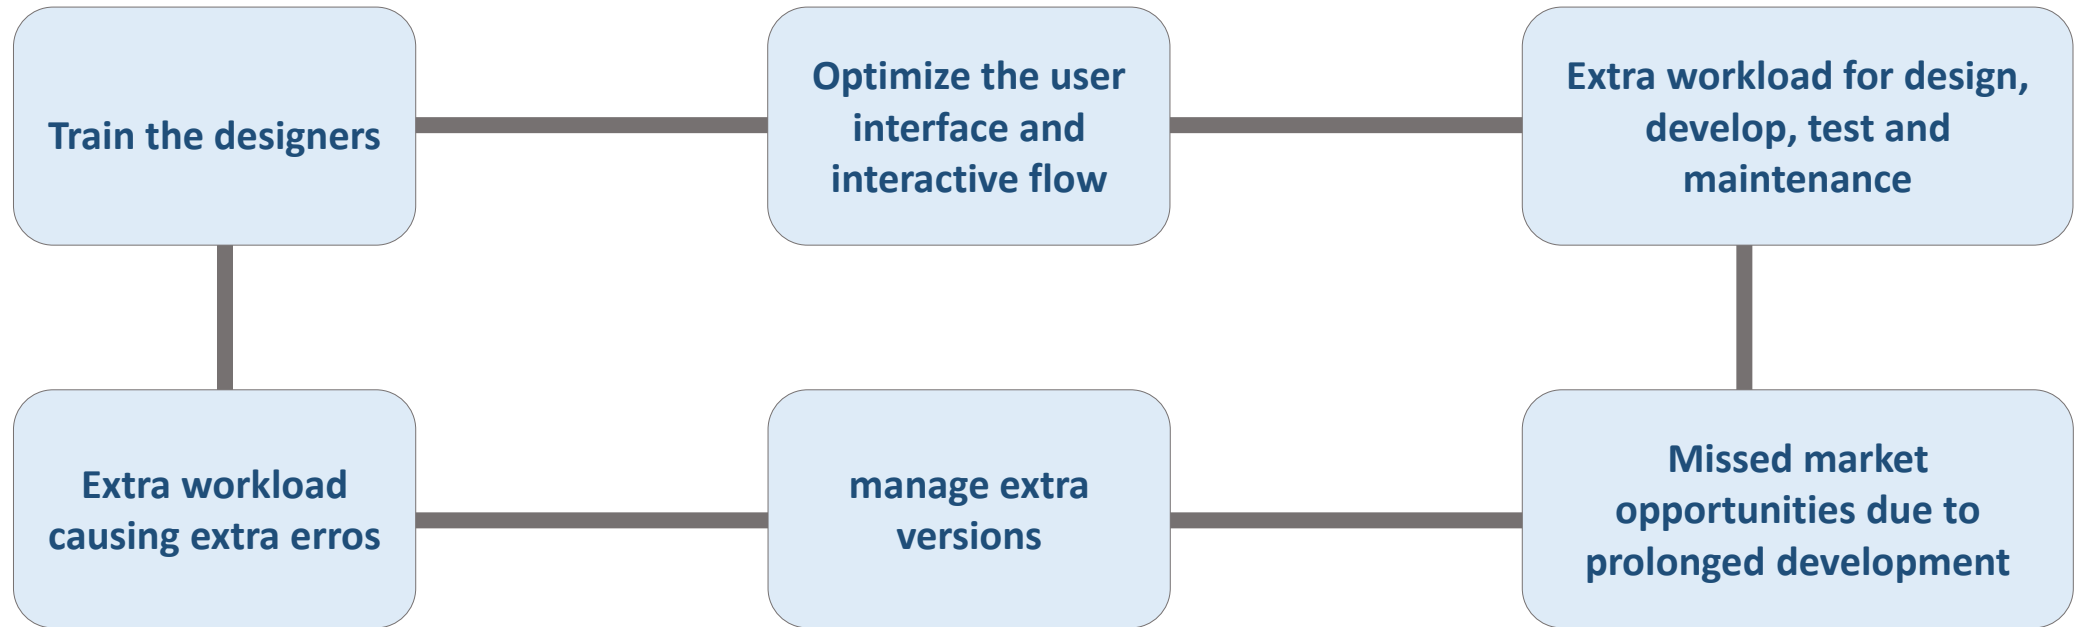 Train the designers
Optimize the user
interface and
interactive flow
Extra workload for design,
develop, test and
maintenance
Extra workload
causing extra erros
manage extra
versions
Missed market
opportunities due to
prolonged development